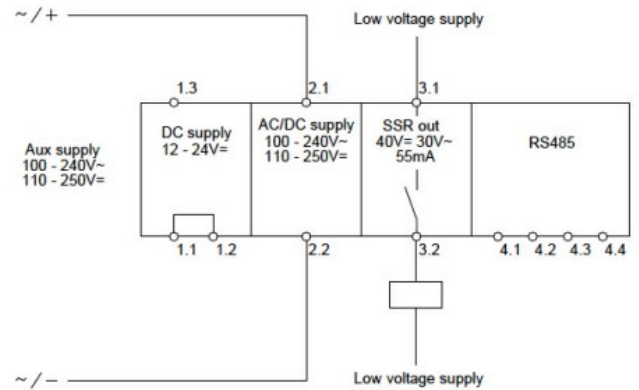 ~/+
Low voltage supply
1.3
2.1
3.1
Aux supply
100 - 240V~
110 - 250V=
DC supply
12 - 24V=
AC/DC supply
100 - 240V~
110 - 250V=
SSR out
40V= 30V~
55mA
RS485
1.1
1.2
2.2
3.2
4.1
4.2
4.3
4.4
~/−
Low voltage supply